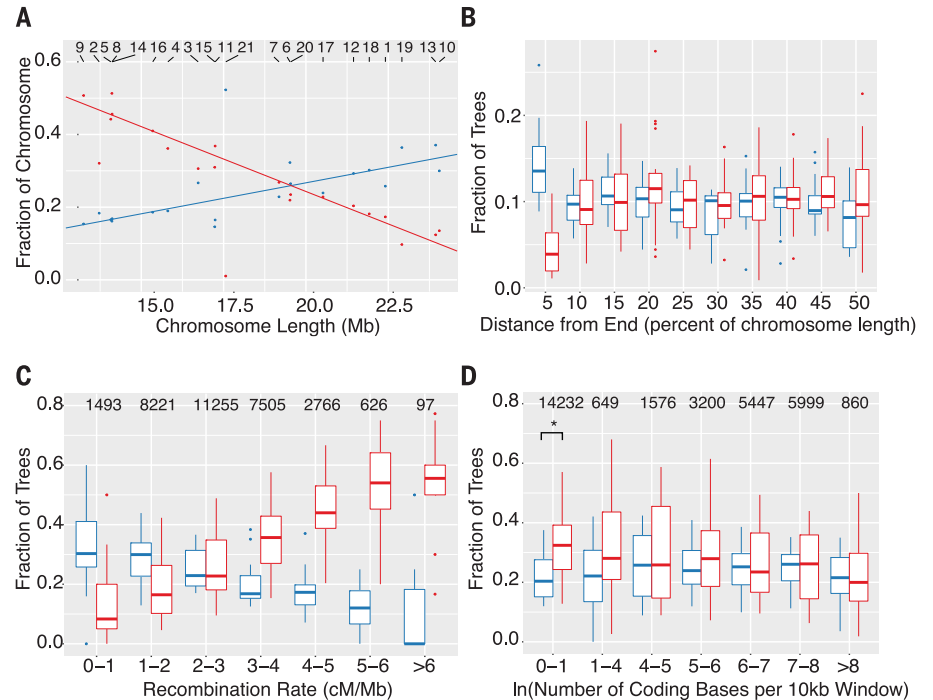 A
9 2 5 8 14 16 4 3 15 11 21 7 6 20 17 12 18 1 19 13 10
0.6
0.4
0.2
0.0
Fraction of Chromosome
15.0 17.5 20.0 22.5
Chromosome Length (Mb)
B
0.2
0.1
0.0
Fraction of Trees
5 10 15 20 25 30 35 40 45 50
Distance from End (percent of chromosome length)
C
0.8
1493 8221 11255 7505 2766 626 97
0.6
0.4
0.2
0.0
Fraction of Trees
0–1 1–2 2–3 3–4 4–5 5–6 >6
Recombination Rate (cM/Mb)
D
0.8
14232 649 1576 3200 5447 5999 860
*
0.6
0.4
0.2
0.0
Fraction of Trees
0–1 1–4 4–5 5–6 6–7 7–8 >8
ln(Number of Coding Bases per 10kb Window)